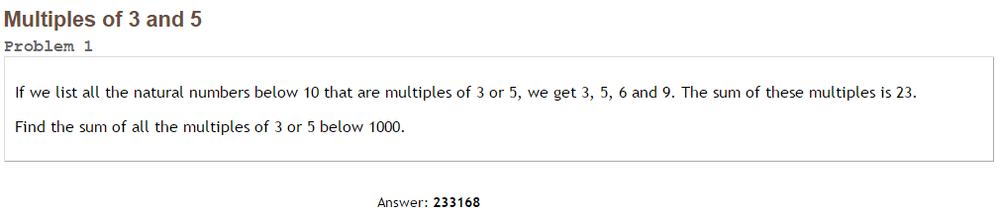 Multiples of 3 and 5
Problem 1
If we list all the natural numbers below 10 that are multiples of 3 or 5, we get 3, 5, 6 and 9. The sum of these multiples is 23.
Find the sum of all the multiples of 3 or 5 below 1000.
Answer: 233168